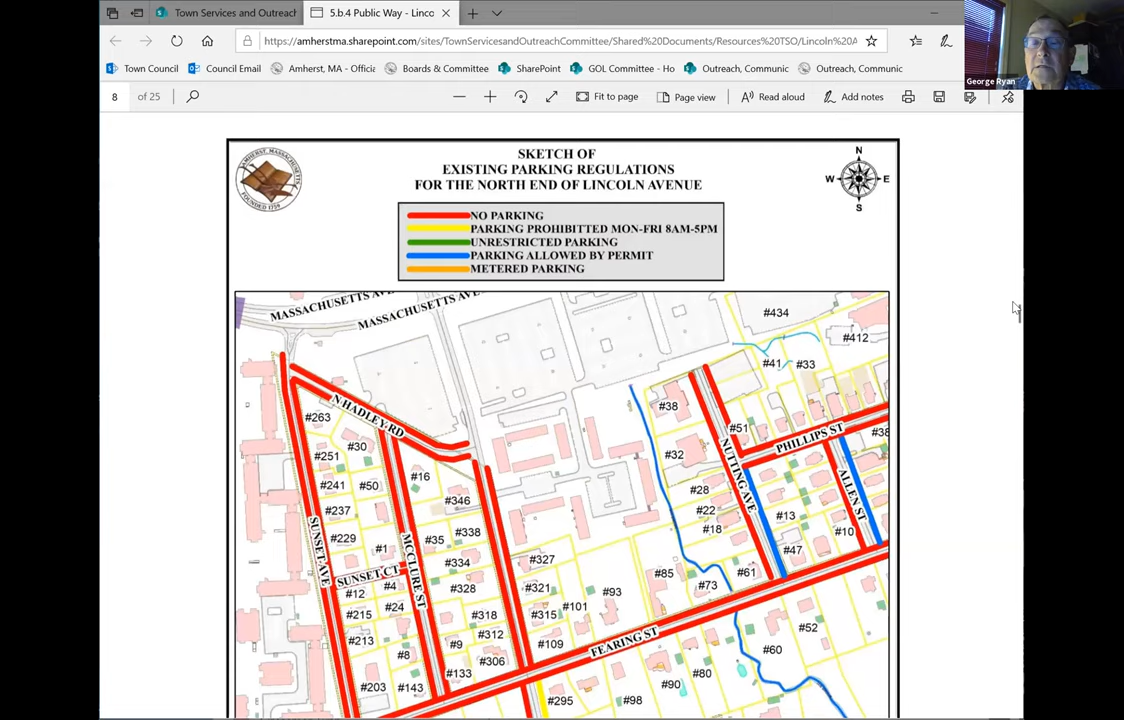 Town Services and Outreach
5.b.4 Public Way - Linco
https://amherstma.sharepoint.com/sites/TownServicesandOutreachCommittee/Shared%20Documents/Resources%20TSO/Lincoln%20A
Town Council
Council Email
Amherst, MA - Officia
Boards & Committee
SharePoint
GOL Committee - Ho
Outreach, Communic
Outreach, Communic
George Ryan
8 of 25
Fit to page
Page view
Read aloud
Add notes
SKETCH OF
EXISTING PARKING REGULATIONS
FOR THE NORTH END OF LINCOLN AVENUE
AMHERST, MASSACHUSETTS
FOUNDED 1759
N
W E
S
NO PARKING
PARKING PROHIBITTED MON-FRI 8AM-5PM
UNRESTRICTED PARKING
PARKING ALLOWED BY PERMIT
METERED PARKING
MASSACHUSETTS AVE
MASSACHUSETTS AVE
#434
#412
#41
#33
#38
#263
N HADLEY RD
#51
PHILLIPS ST
#38
#30
#251
#32
NUTTING AVE
#16
#241
#50
#28
ALLEN ST
#346
#237
#22
#13
#18
#10
#338
#229
#35
SUNSET AVE
#1
MCCLURE ST
#47
#327
#334
SUNSET CT
#85
#61
#4
#73
#12
#328
#321
#93
#24
#215
#318
#315
#101
#52
#312
#213
#9
#109
FEARING ST
#60
#8
#306
#133
#80
#203
#143
#90
#295
#98